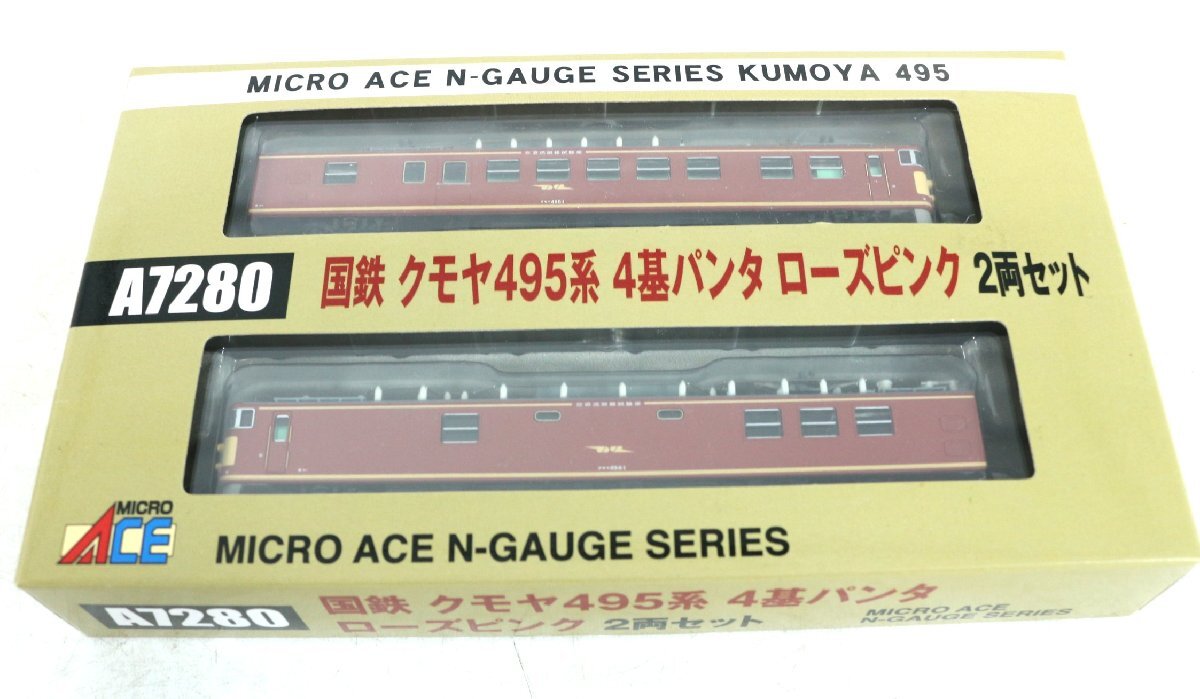 MICRO ACE N-GAUGE SERIES KUMOYA 495
A7280 国鉄 クモヤ495系 4基パンタ ローズピンク 2両セット
MICRO ACE
MICRO ACE N-GAUGE SERIES
A7280 国鉄 クモヤ495系 4基パンタ
ローズピンク 2両セット
MICRO ACE
N-GAUGE SERIES